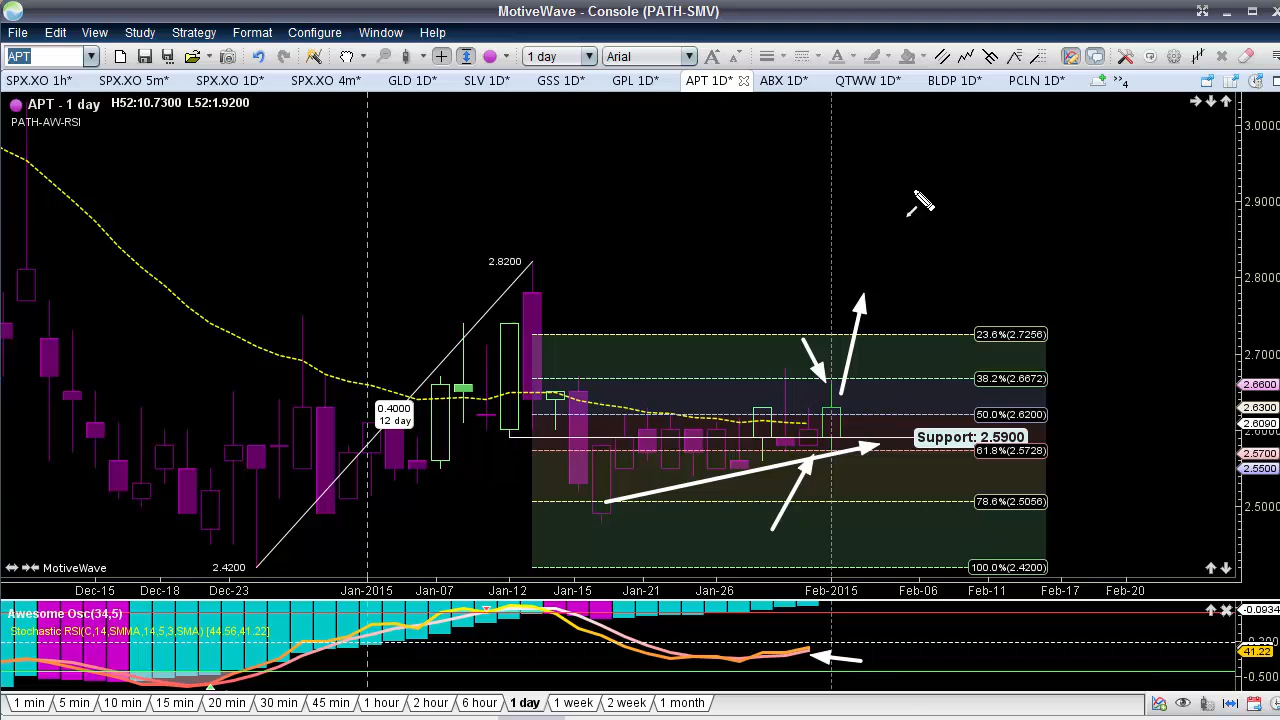 MotiveWave - Console (PATH-SMV)
File Edit View Study Strategy Format Configure Window Help
APT 1 day Arial
SPX.XO 1h* SPX.XO 5m* SPX.XO 1D* SPX.XO 4m* GLD 1D* SLV 1D* GSS 1D* GPL 1D* APT 1D* ABX 1D* QTWW 1D* BLDP 1D* PCLN 1D* 4
APT - 1 day H52:10.7300 L52:1.9200
PATH-AW-RSI
3.0000
2.9000
2.8200
2.8000
23.6%(2.7256)
2.7000
38.2%(2.6672)
2.6600
0.4000
12 day
2.6300
50.0%(2.6200)
2.6090
Support: 2.5900
61.8%(2.5728)
2.5700
2.5500
78.6%(2.5056)
2.5000
2.4200
MotiveWave
100.0%(2.4200)
Dec-15 Dec-18 Dec-23 Jan-2015 Jan-07 Jan-12 Jan-15 Jan-21 Jan-26 Feb-2015 Feb-06 Feb-11 Feb-17 Feb-20
Awesome Osc(34,5)
-0.0934
Stochastic RSI(C,14,SMMA,14,5,3,SMA) [44.56,41.22]
41.22
-0.500
1 min 5 min 10 min 15 min 20 min 30 min 45 min 1 hour 2 hour 6 hour 1 day 1 week 2 week 1 month